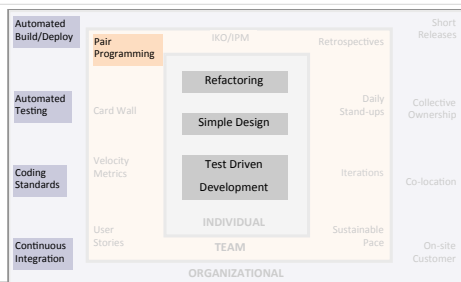 Automated
Build/Deploy
Pair
Programming
IKO/IPM
Retrospectives
Short
Releases
Refactoring
Automated
Testing
Card Wall
Simple Design
Daily
Stand-ups
Collective
Ownership
Coding
Standards
Velocity
Metrics
Test Driven
Development
Iterations
Co-location
INDIVIDUAL
Continuous
Integration
User
Stories
TEAM
Sustainable
Pace
On-site
Customer
ORGANIZATIONAL